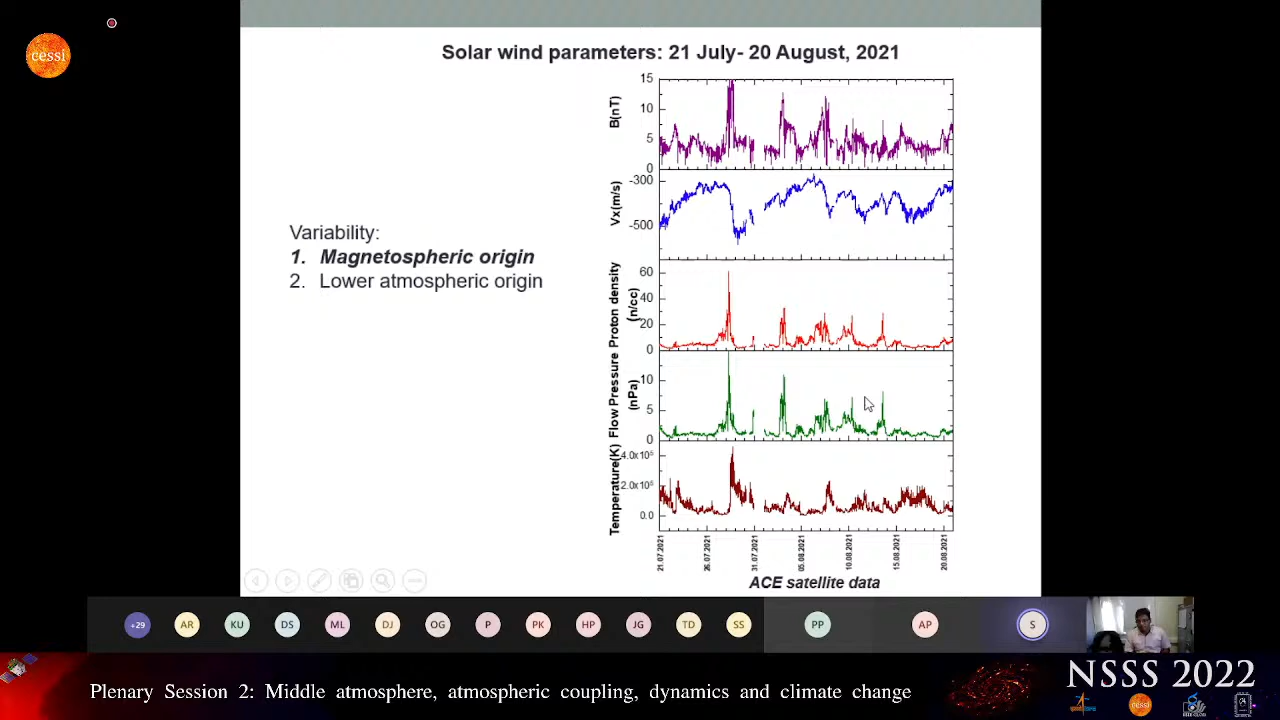 cessi
Solar wind parameters: 21 July- 20 August, 2021
Variability:
1. Magnetospheric origin
2. Lower atmospheric origin
B(nT)
15
10
5
0
Vx(m/s)
-300
-500
Proton density
(n/cc)
60
40
20
0
Flow Pressure
(nPa)
10
5
0
Temperature(K)
4.0x10⁵
2.0x10⁵
0.0
21.07.2021
26.07.2021
31.07.2021
05.08.2021
10.08.2021
15.08.2021
20.08.2021
ACE satellite data
+29
AR
KU
DS
ML
DJ
OG
P
PK
HP
JG
TD
SS
PP
AP
S
Plenary Session 2: Middle atmosphere, atmospheric coupling, dynamics and climate change
NSSS 2022
cessi